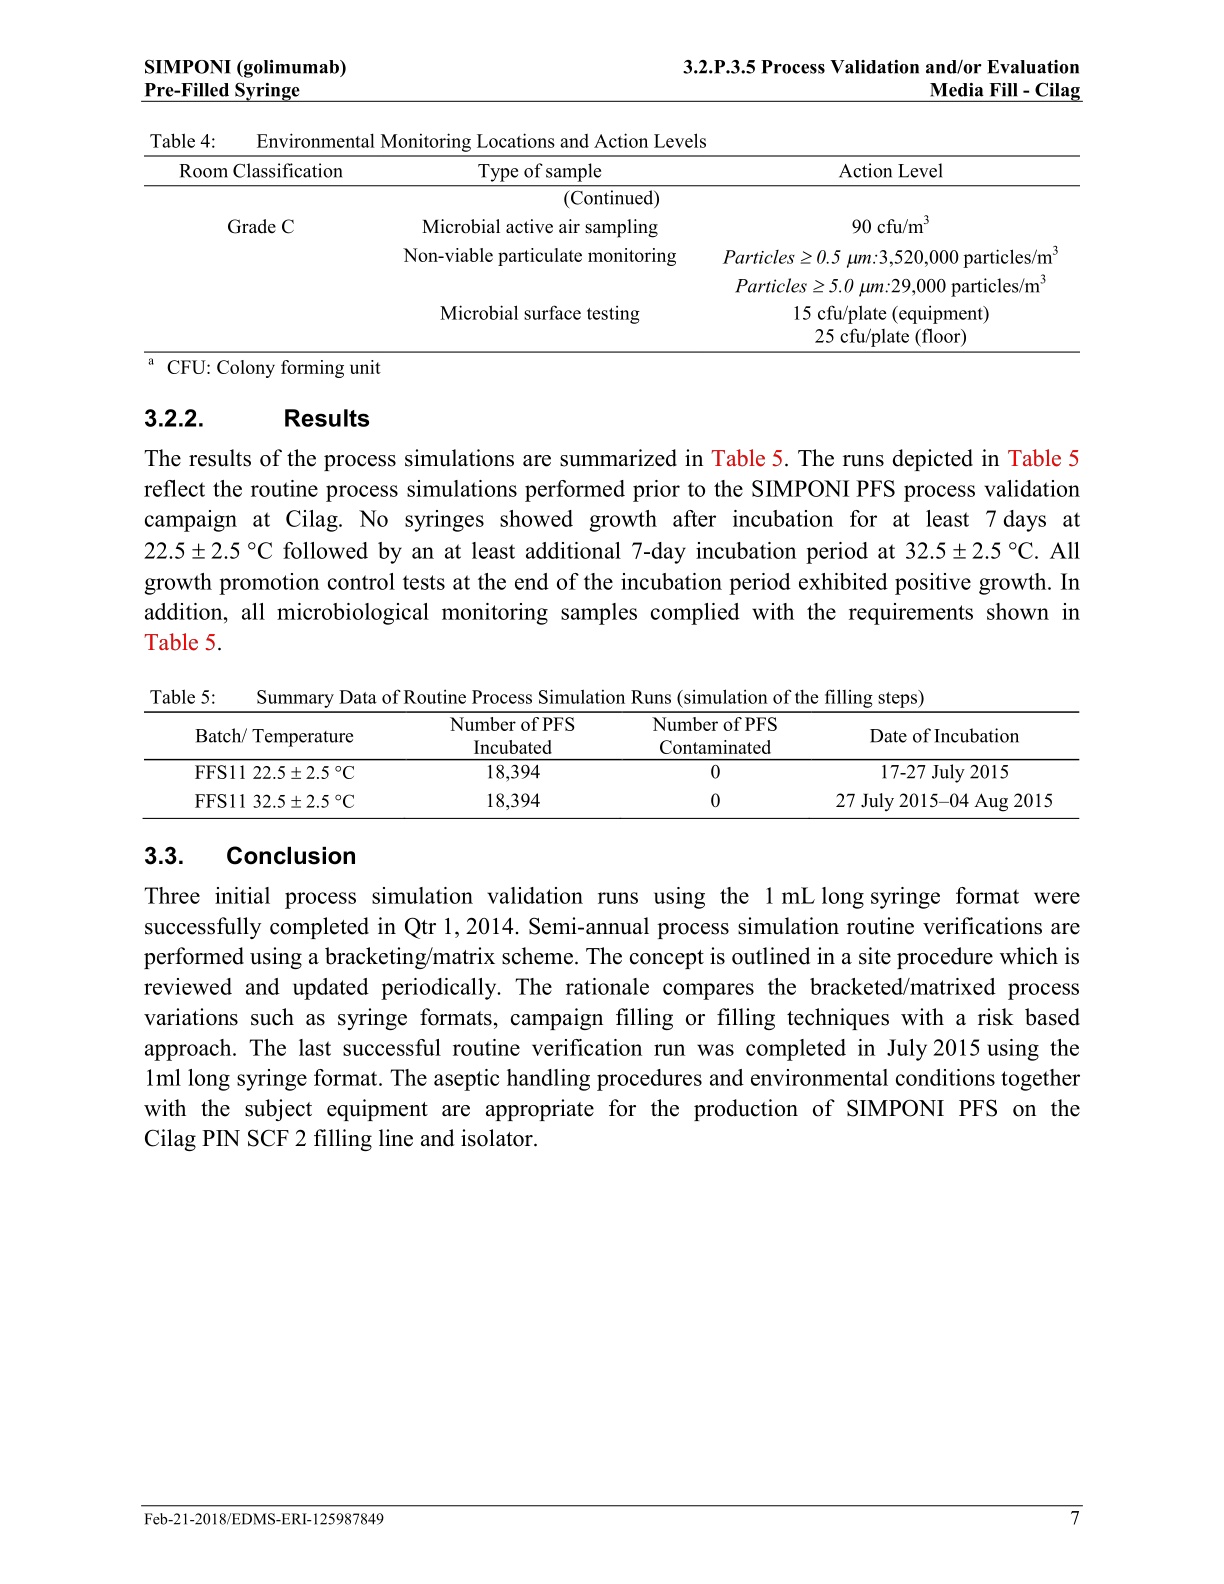 SIMPONI (golimumab) 3.2.P.3.5 Process Validation and/or Evaluation
Pre-Filled Syringe Media Fill - Cilag
Table 4: Environmental Monitoring Locations and Action Levels
Room Classification Type of sample Action Level
(Continued)
Grade C Microbial active air sampling 90 cfu/m³
Non-viable particulate monitoring Particles ≥ 0.5 μm:3,520,000 particles/m³
Particles ≥ 5.0 μm:29,000 particles/m³
Microbial surface testing 15 cfu/plate (equipment)
25 cfu/plate (floor)
ᵃ CFU: Colony forming unit
3.2.2. Results
The results of the process simulations are summarized in Table 5. The runs depicted in Table 5
reflect the routine process simulations performed prior to the SIMPONI PFS process validation
campaign at Cilag. No syringes showed growth after incubation for at least 7 days at
22.5 ± 2.5 °C followed by an at least additional 7-day incubation period at 32.5 ± 2.5 °C. All
growth promotion control tests at the end of the incubation period exhibited positive growth. In
addition, all microbiological monitoring samples complied with the requirements shown in
Table 5.
Table 5: Summary Data of Routine Process Simulation Runs (simulation of the filling steps)
Batch/ Temperature Number of PFS Incubated Number of PFS Contaminated Date of Incubation
FFS11 22.5 ± 2.5 °C 18,394 0 17-27 July 2015
FFS11 32.5 ± 2.5 °C 18,394 0 27 July 2015–04 Aug 2015
3.3. Conclusion
Three initial process simulation validation runs using the 1 mL long syringe format were
successfully completed in Qtr 1, 2014. Semi-annual process simulation routine verifications are
performed using a bracketing/matrix scheme. The concept is outlined in a site procedure which is
reviewed and updated periodically. The rationale compares the bracketed/matrixed process
variations such as syringe formats, campaign filling or filling techniques with a risk based
approach. The last successful routine verification run was completed in July 2015 using the
1ml long syringe format. The aseptic handling procedures and environmental conditions together
with the subject equipment are appropriate for the production of SIMPONI PFS on the
Cilag PIN SCF 2 filling line and isolator.
Feb-21-2018/EDMS-ERI-125987849 7